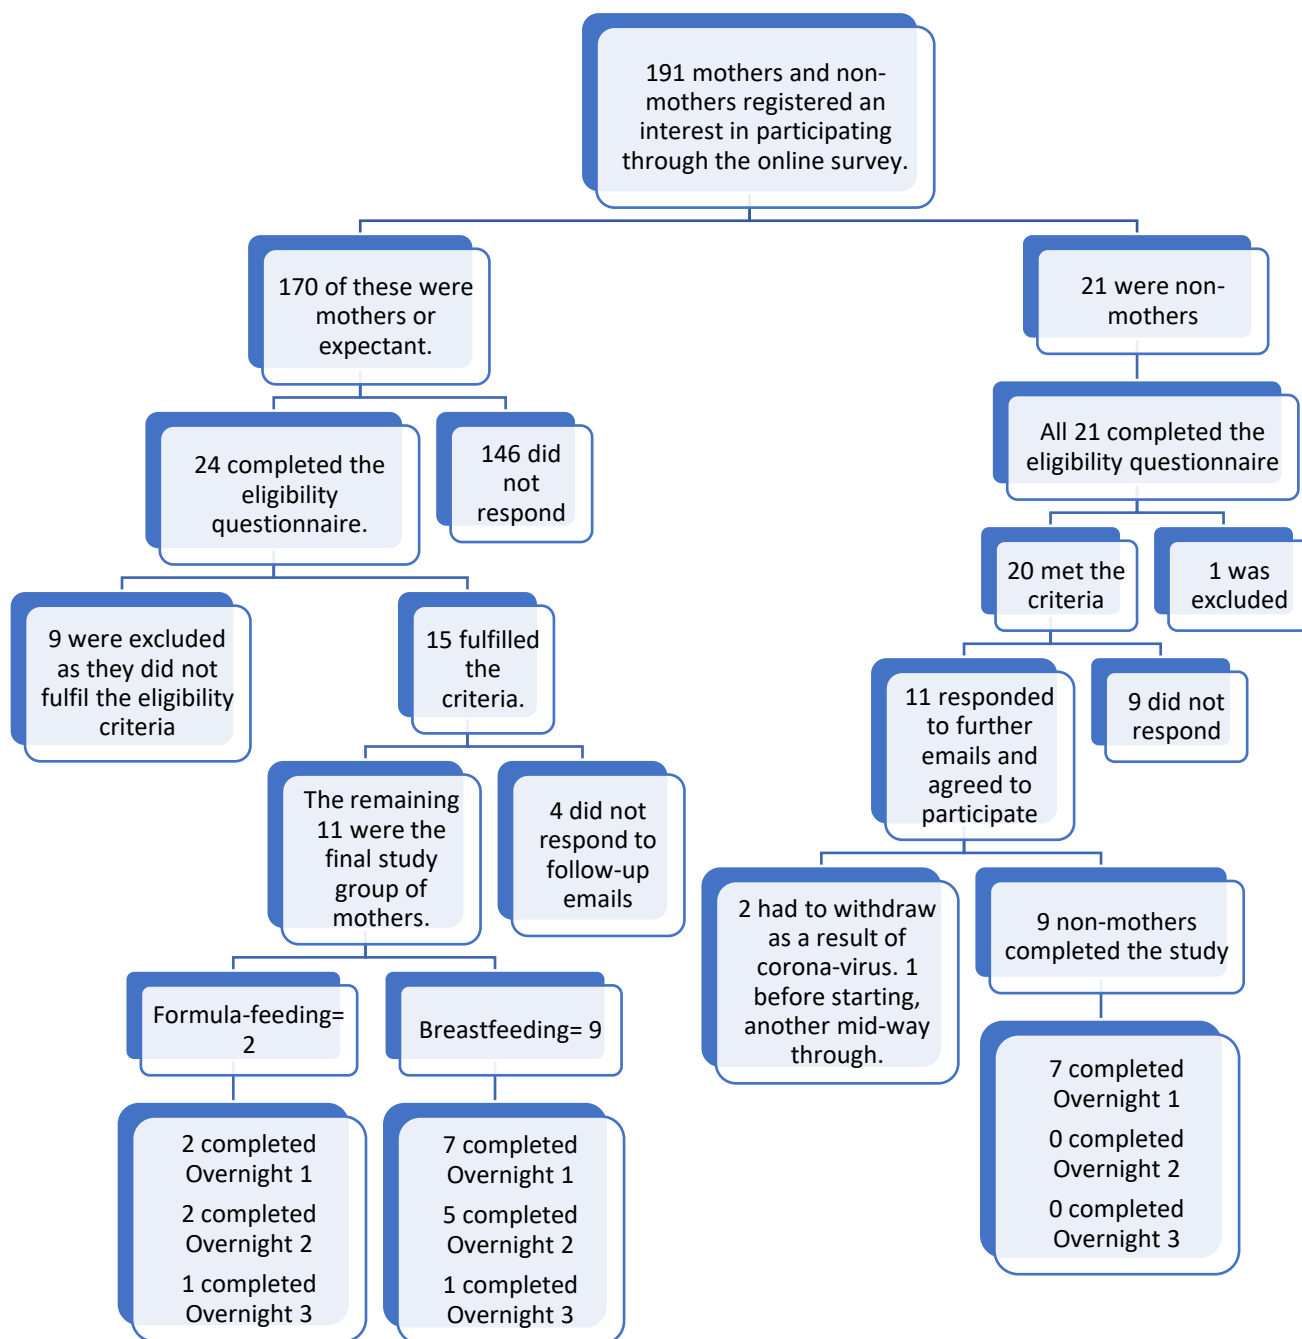 191 mothers and non-
mothers registered an
interest in participating
through the online survey.
170 of these were
mothers or
expectant.
21 were non-
mothers
24 completed the
eligibility
questionnaire.
146 did
not
respond
All 21 completed the
eligibility questionnaire
9 were excluded
as they did not
fulfil the eligibility
criteria
15 fulfilled
the
criteria.
20 met the
criteria
1 was
excluded
The remaining
11 were the
final study
group of
mothers.
4 did not
respond to
follow-up
emails
11 responded
to further
emails and
agreed to
participate
9 did not
respond
Formula-feeding=
2
Breastfeeding= 9
2 had to withdraw
as a result of
corona-virus. 1
before starting,
another mid-way
through.
9 non-mothers
completed the study
2 completed
Overnight 1
2 completed
Overnight 2
1 completed
Overnight 3
7 completed
Overnight 1
5 completed
Overnight 2
1 completed
Overnight 3
7 completed
Overnight 1
0 completed
Overnight 2
0 completed
Overnight 3